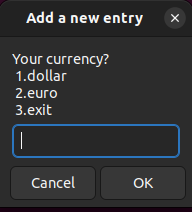 Add a new entry
Your currency?
1.dollar
2.euro
3.exit
Cancel
OK